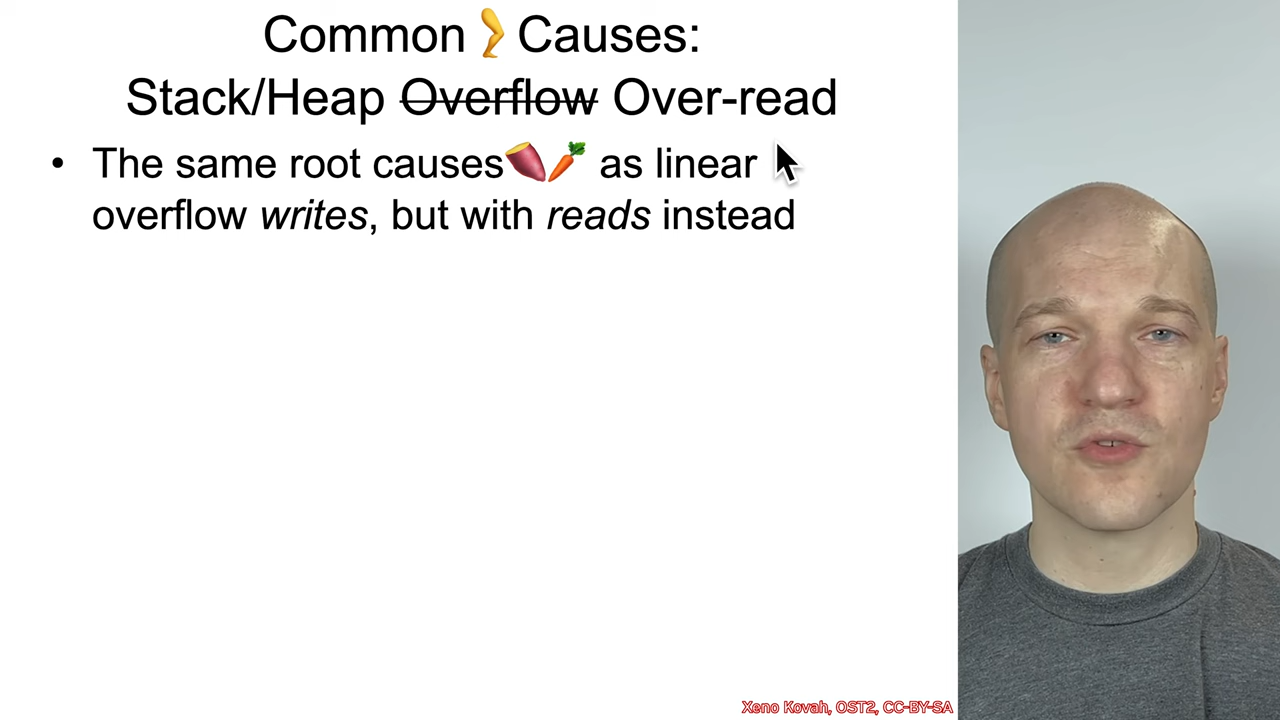 Common 🦵 Causes:
Stack/Heap Overflow Over-read
• The same root causes🍠🥕 as linear
overflow writes, but with reads instead
Xeno Kovah, OST2, CC-BY-SA